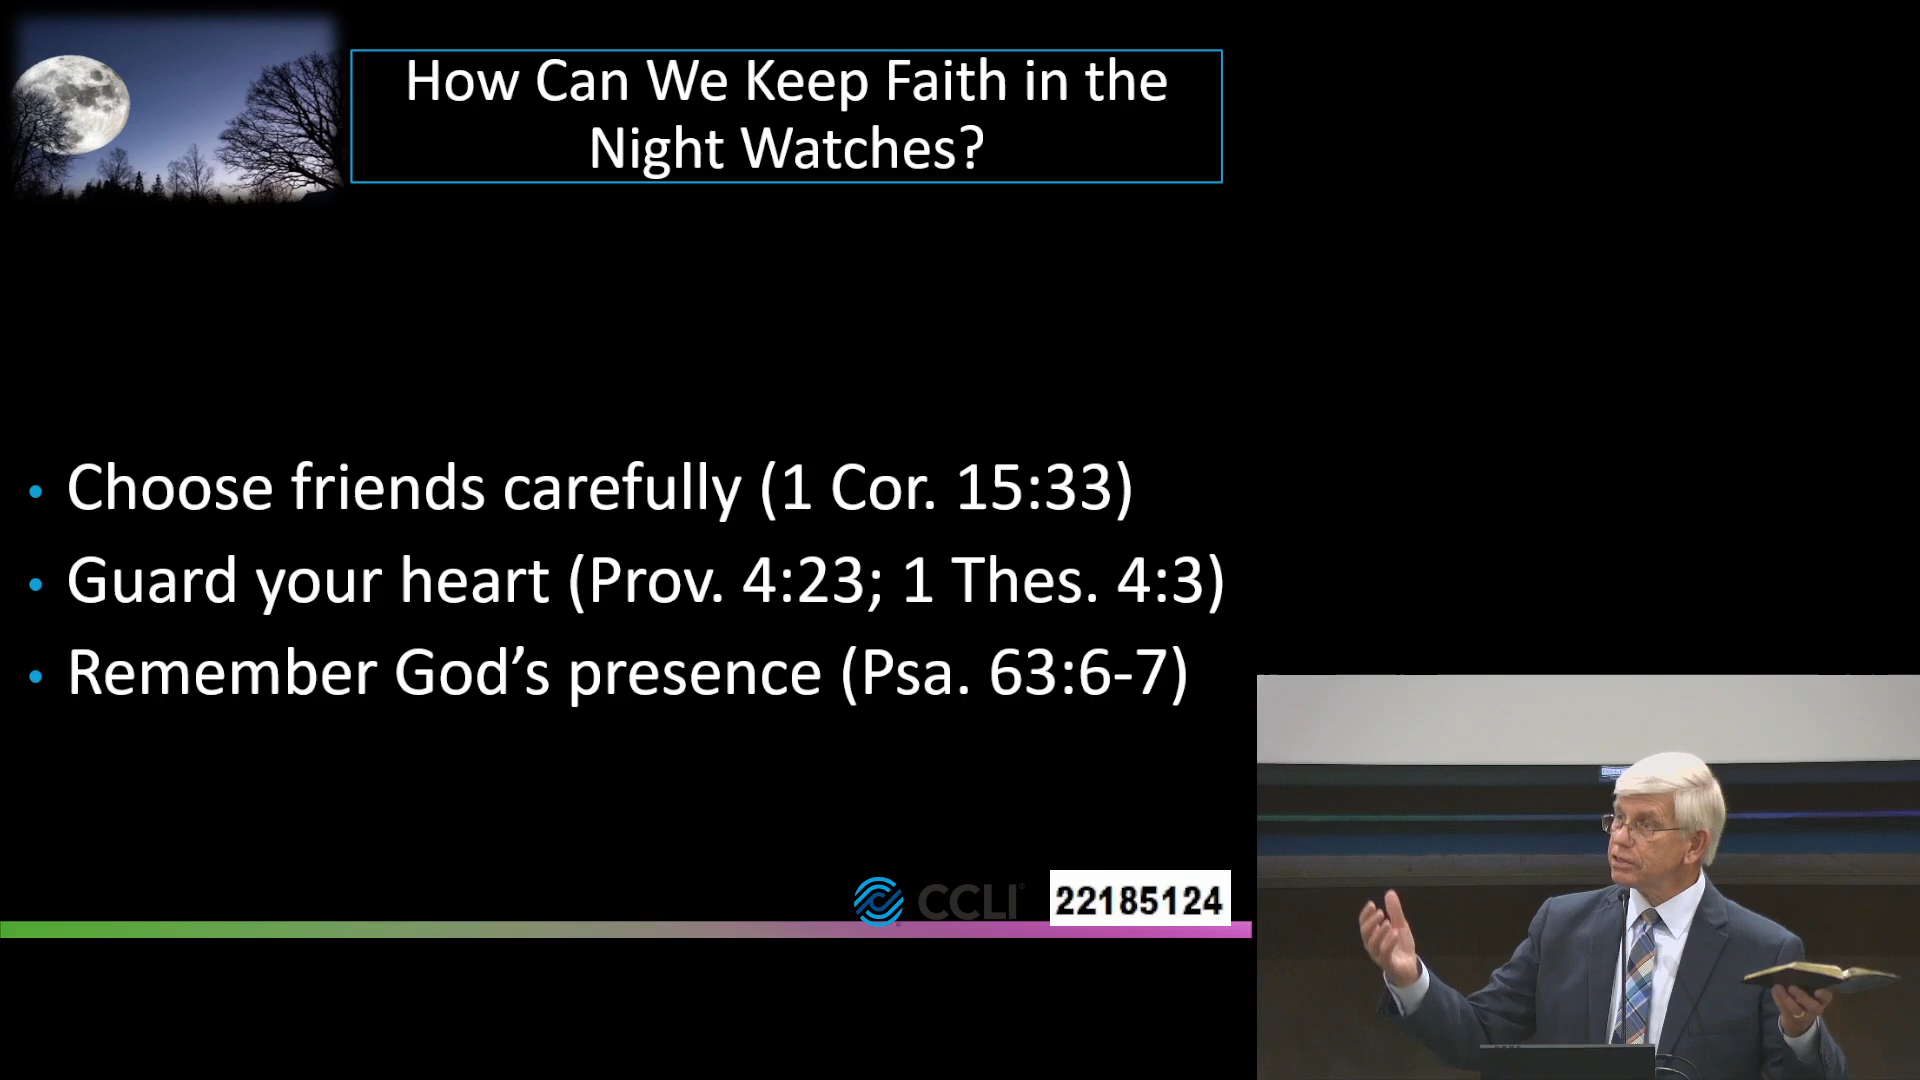 How Can We Keep Faith in the
Night Watches?
• Choose friends carefully (1 Cor. 15:33)
• Guard your heart (Prov. 4:23; 1 Thes. 4:3)
• Remember God’s presence (Psa. 63:6-7)
CCLI®
22185124